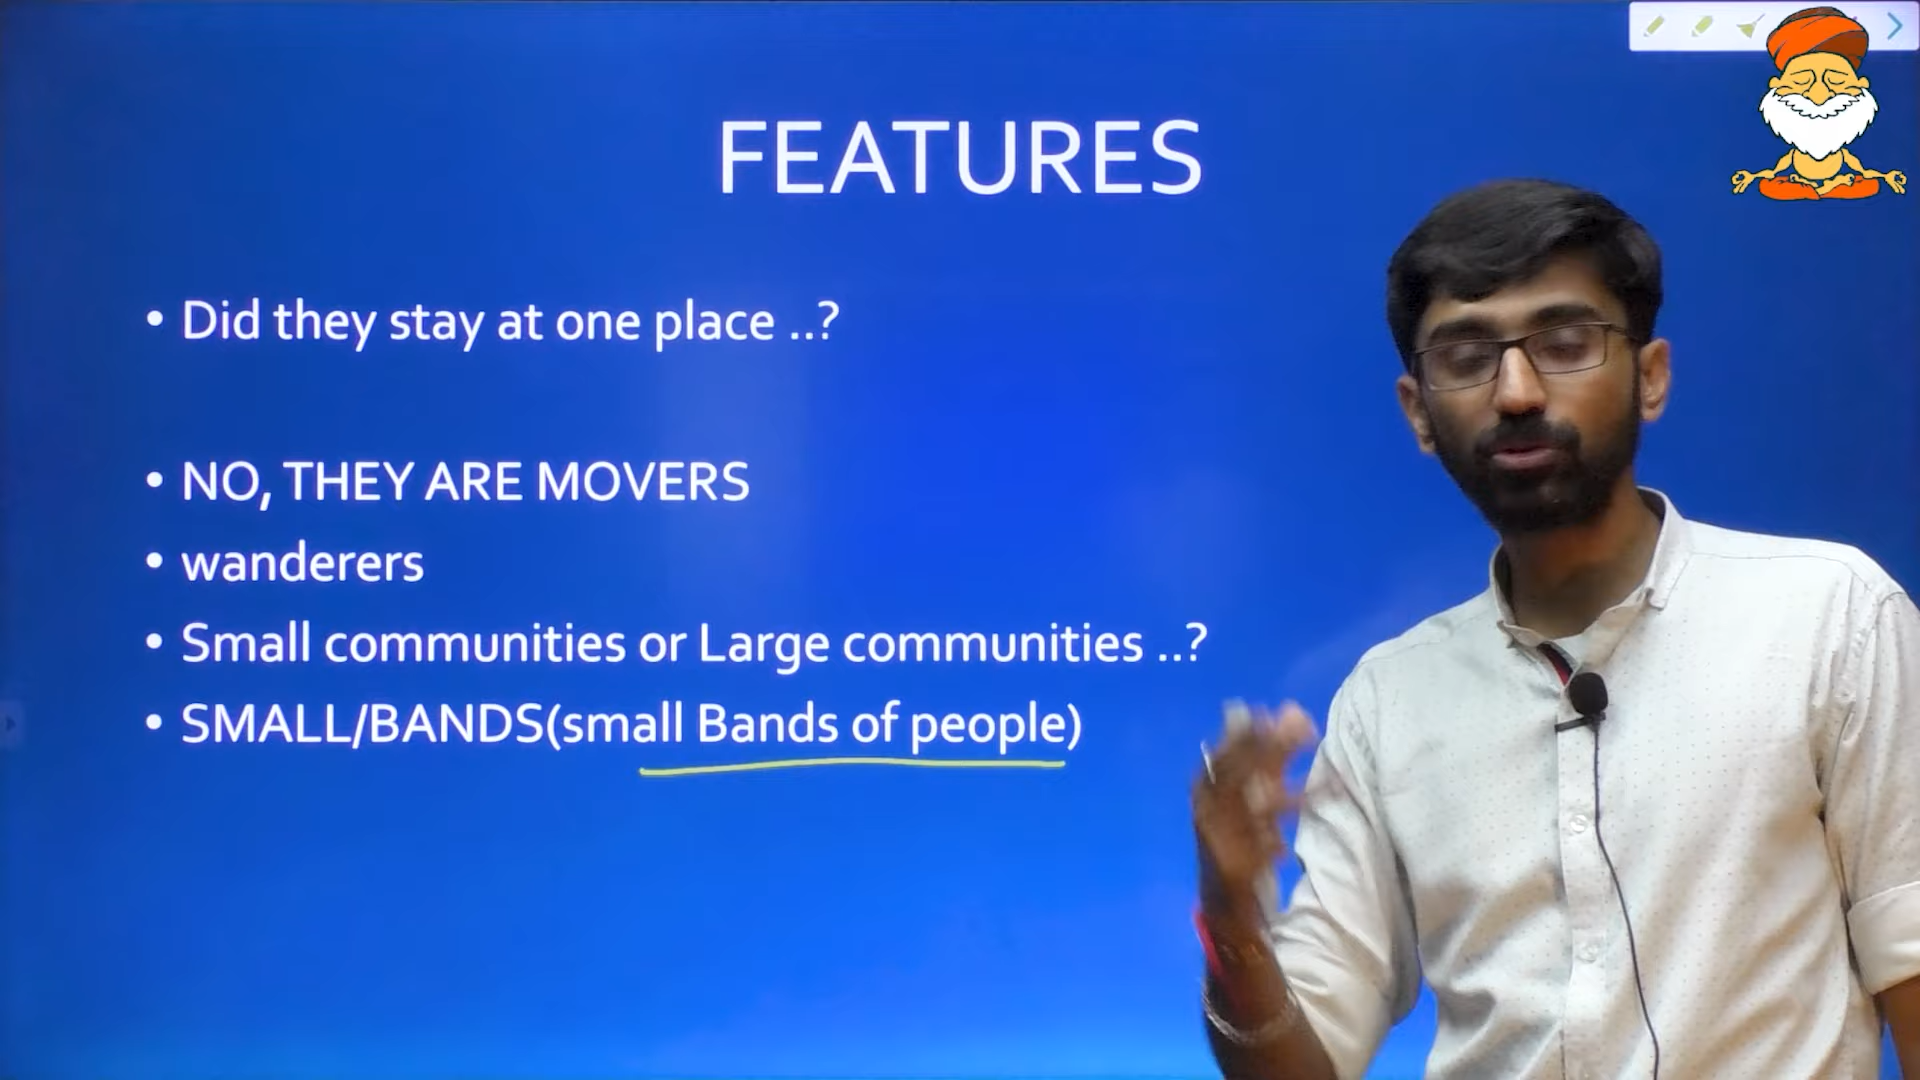 FEATURES
• Did they stay at one place ..?
• NO, THEY ARE MOVERS
• wanderers
• Small communities or Large communities ..?
• SMALL/BANDS(small Bands of people)